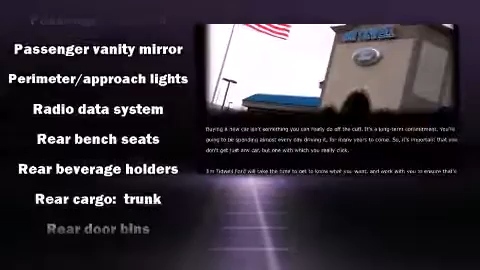 Passenger vanity mirror
Perimeter/approach lights
Radio data system
Rear bench seats
Rear beverage holders
Rear cargo: trunk
Rear door bins
Ford
Buying a new car isn't something you can really do off the cuff. It's a long-term commitment. You're
going to be spending almost every day driving it, for many years to come. So, it's important that you
don't get just any car, but one with which you really click.
Jim Tidwell Ford will take the time to get to know what you want, and work with you to ensure that's